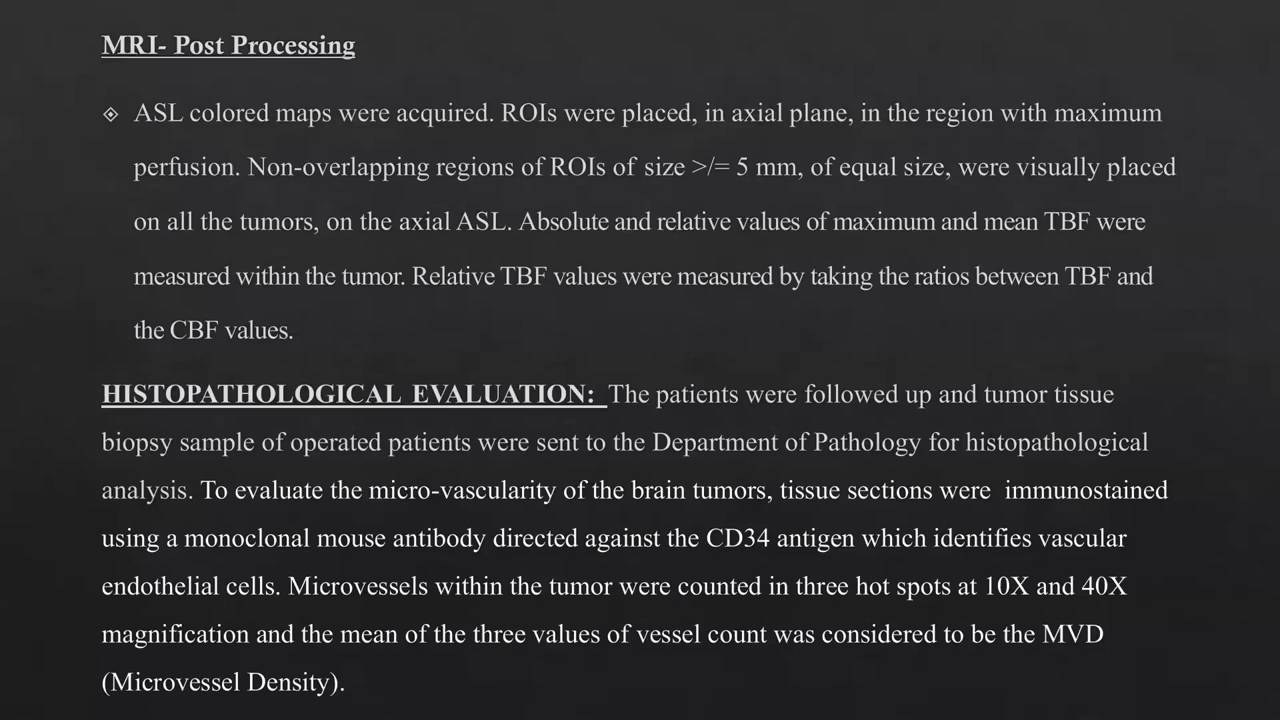 MRI- Post Processing
ASL colored maps were acquired. ROIs were placed, in axial plane, in the region with maximum
perfusion. Non-overlapping regions of ROIs of size >/= 5 mm, of equal size, were visually placed
on all the tumors, on the axial ASL. Absolute and relative values of maximum and mean TBF were
measured within the tumor. Relative TBF values were measured by taking the ratios between TBF and
the CBF values.
HISTOPATHOLOGICAL EVALUATION: The patients were followed up and tumor tissue
biopsy sample of operated patients were sent to the Department of Pathology for histopathological
analysis. To evaluate the micro-vascularity of the brain tumors, tissue sections were immunostained
using a monoclonal mouse antibody directed against the CD34 antigen which identifies vascular
endothelial cells. Microvessels within the tumor were counted in three hot spots at 10X and 40X
magnification and the mean of the three values of vessel count was considered to be the MVD
(Microvessel Density).